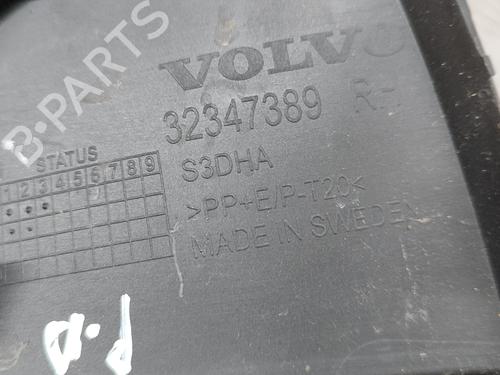 VOLVO
32347389 RH
STATUS
1 2 3 4 5 6 7 8 9
S3DHA
>PP+E/P-T20<
MADE IN SWEDEN
B-PARTS